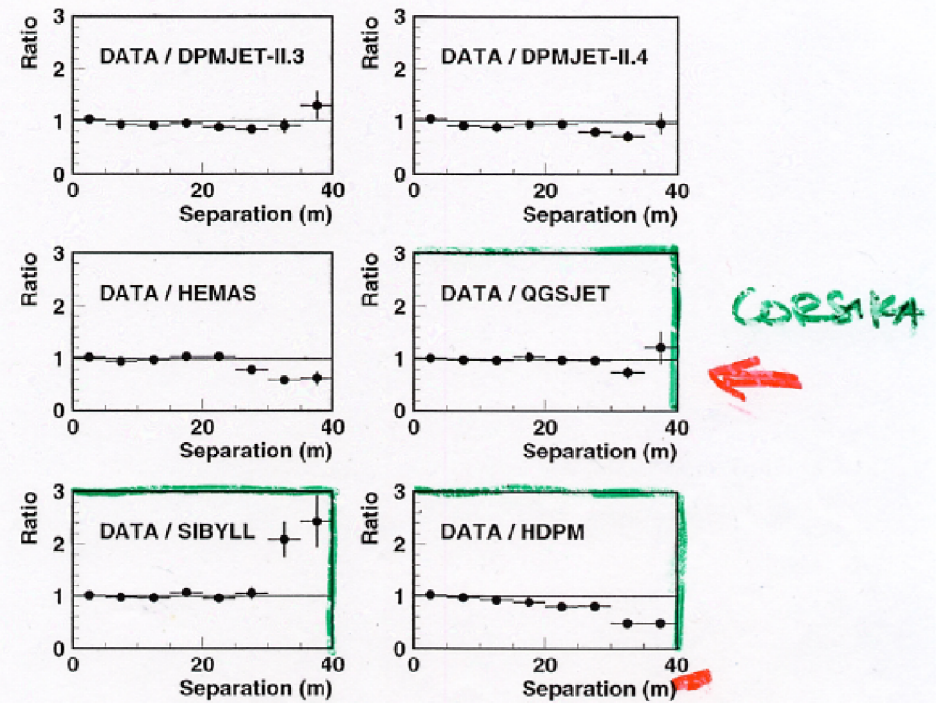 3
Ratio
DATA / DPMJET-II.3
2
1
0
0 20 40
Separation (m)
3
Ratio
DATA / DPMJET-II.4
2
1
0
0 20 40
Separation (m)
3
Ratio
DATA / HEMAS
2
1
0
0 20 40
Separation (m)
3
Ratio
DATA / QGSJET
2
1
0
0 20 40
Separation (m)
CORSIKA
3
Ratio
DATA / SIBYLL
2
1
0
0 20 40
Separation (m)
3
Ratio
DATA / HDPM
2
1
0
0 20 40
Separation (m)